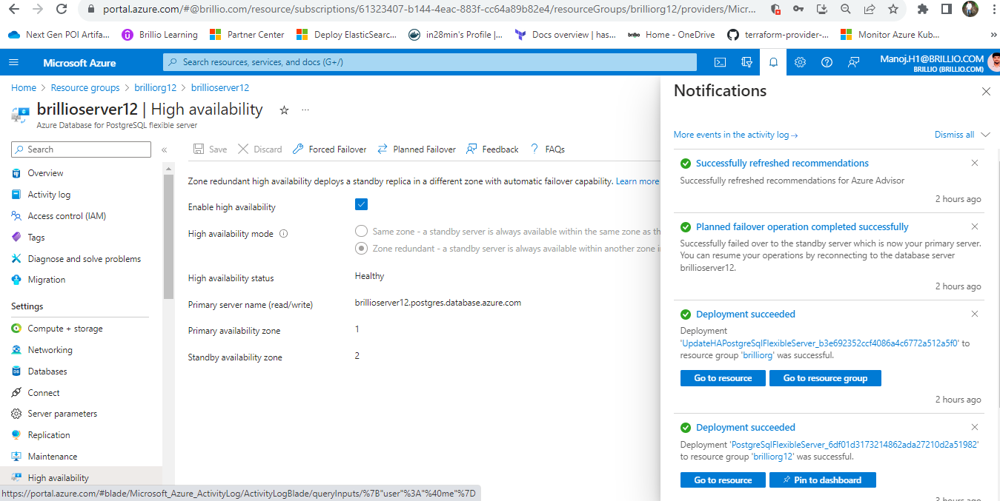 portal.azure.com/#@brillio.com/resource/subscriptions/61323407-b144-4eac-883f-cc64a89b82e4/resourceGroups/brilliorg12/providers/Micr...
Next Gen POI Artifa...
Brillio Learning
Partner Center
Deploy ElasticSearc...
in28min's Profile |...
Docs overview | has...
brillio
Home - OneDrive
terraform-provider-...
Monitor Azure Kub...
»
Microsoft Azure
Search resources, services, and docs (G+/)
Manoj.H1@BRILLIO.COM
BRILLIO (BRILLIO.COM)
Home > Resource groups > brilliorg12 > brillioserver12
brillioserver12 | High availability
...
Azure Database for PostgreSQL flexible server
Search
«
Overview
Activity log
Access control (IAM)
Tags
Diagnose and solve problems
Migration
Settings
Compute + storage
Networking
Databases
Connect
Server parameters
Replication
Maintenance
High availability
Save
Discard
Forced Failover
Planned Failover
Feedback
? FAQs
Zone redundant high availability deploys a standby replica in a different zone with automatic failover capability. Learn more
Enable high availability
High availability mode
Same zone - a standby server is always available within the same zone as th
Zone redundant - a standby server is always available within another zone i
High availability status
Healthy
Primary server name (read/write)
brillioserver12.postgres.database.azure.com
Primary availability zone
1
Standby availability zone
2
Notifications
More events in the activity log →
Dismiss all
Successfully refreshed recommendations
Successfully refreshed recommendations for Azure Advisor
2 hours ago
Planned failover operation completed successfully
Successfully failed over to the standby server which is now your primary server.
You can resume your operations by reconnecting to the database server
brillioserver12.
2 hours ago
Deployment succeeded
Deployment
'UpdateHAPostgreSqlFlexibleServer_b3e692352ccf4086a4c6772a512a5f0' to
resource group 'brilliorg' was successful.
Go to resource
Go to resource group
2 hours ago
Deployment succeeded
Deployment 'PostgreSqlFlexibleServer_6df01d3173214862ada27210d2a51982'
to resource group 'brilliorg12' was successful.
Go to resource
Pin to dashboard
2 hours ago
https://portal.azure.com/#blade/Microsoft_Azure_ActivityLog/ActivityLogBlade/queryInputs/%7B"user"%3A"%40me"%7D